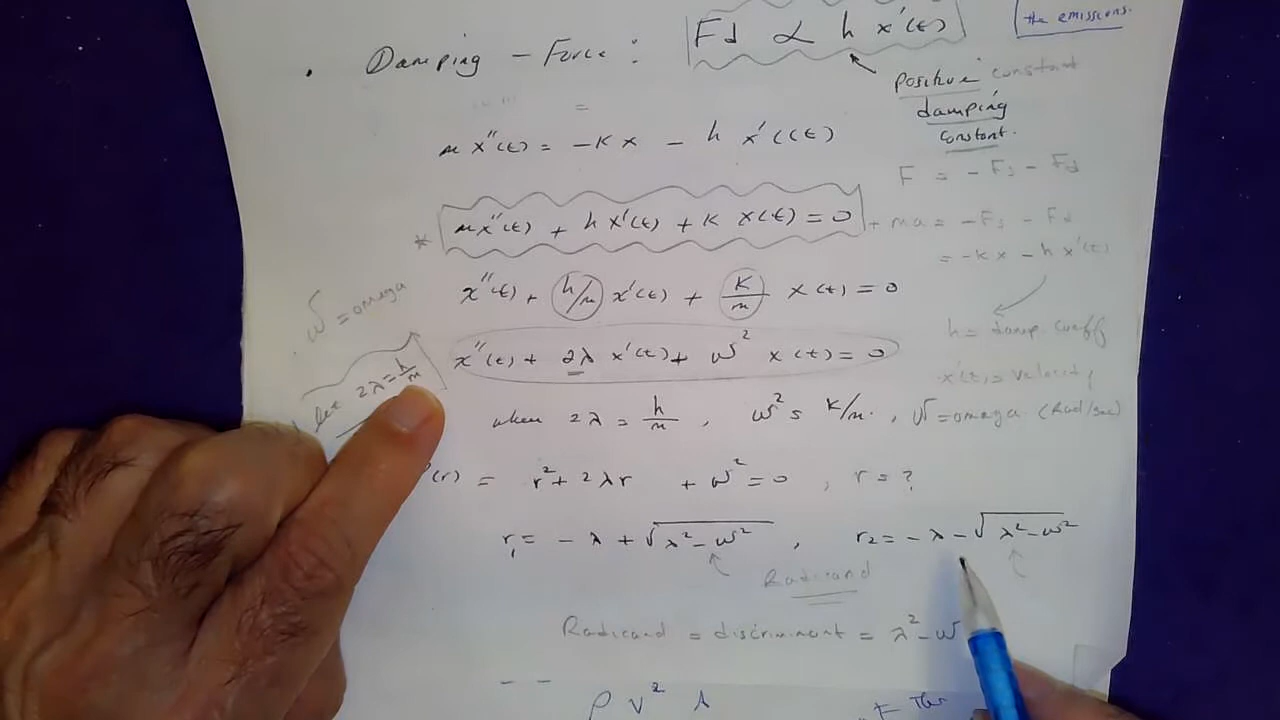 the emissions.
• Damping - Force : Fd ∝ h x'(t)
positive constant
damping
constant.
m x''(t) = -K x - h x'(t)
F = - Fs - Fd
* m x''(t) + h x'(t) + K x(t) = 0
+ ma = - Fs - Fd
= -K x - h x'(t)
x''(t) + (h/m) x'(t) + K/m x(t) = 0
ω = omega
h = damp. coeff
x''(t) + 2λ x'(t) + ω² x(t) = 0
let 2λ = h/m
x'(t) = velocity
when 2λ = h/m , ω² = K/m. , ω = omega (Rad/sec)
(r) = r² + 2λr + ω² = 0 , r = ?
r₁ = - λ + √λ² - ω² , r₂ = - λ - √λ² - ω²
Radicand
Radicand = discriminant = λ² - ω
ρ V² A